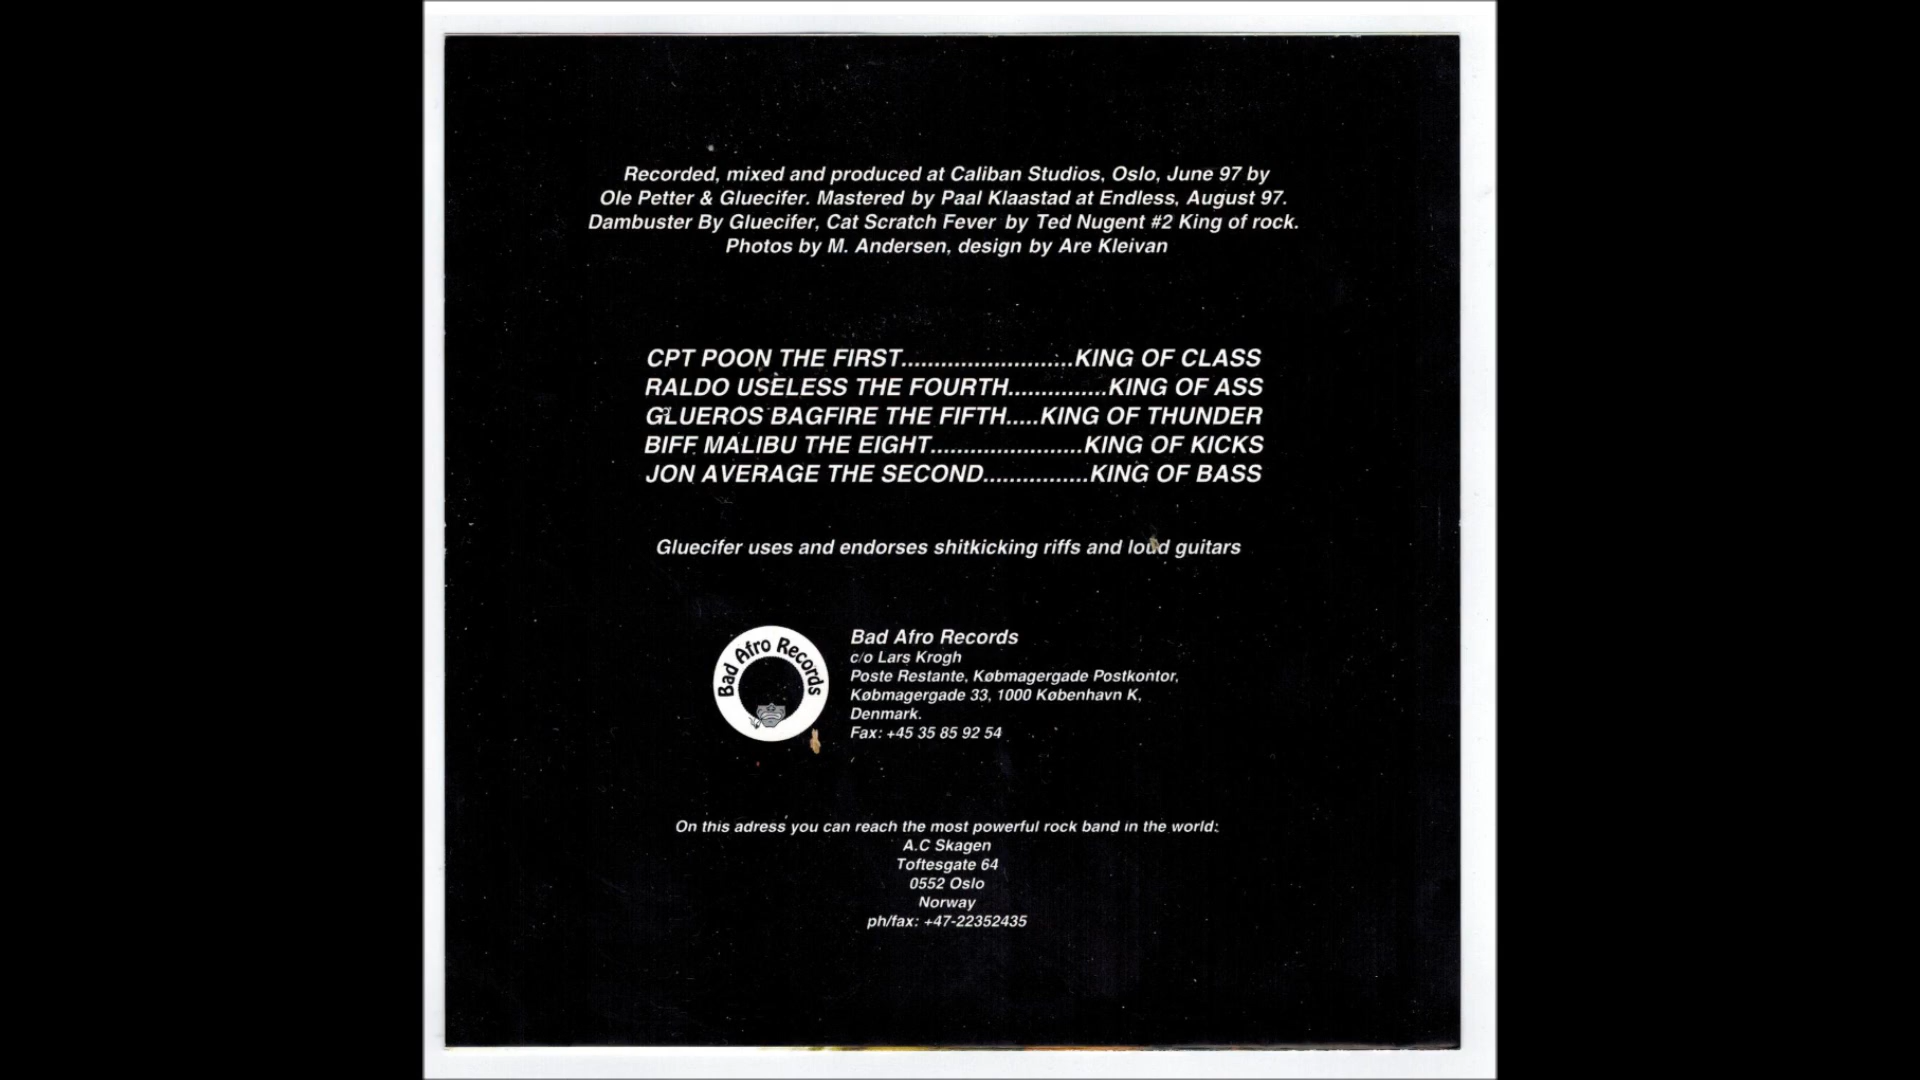 Recorded, mixed and produced at Caliban Studios, Oslo, June 97 by
Ole Petter & Gluecifer. Mastered by Paal Klaastad at Endless, August 97.
Dambuster By Gluecifer, Cat Scratch Fever by Ted Nugent #2 King of rock.
Photos by M. Andersen, design by Are Kleivan
CPT POON THE FIRST..........................KING OF CLASS
RALDO USELESS THE FOURTH...............KING OF ASS
GLUEROS BAGFIRE THE FIFTH.....KING OF THUNDER
BIFF MALIBU THE EIGHT.......................KING OF KICKS
JON AVERAGE THE SECOND................KING OF BASS
Gluecifer uses and endorses shitkicking riffs and loud guitars
Bad Afro Records
Bad Afro Records
c/o Lars Krogh
Poste Restante, Købmagergade Postkontor,
Købmagergade 33, 1000 København K,
Denmark.
Fax: +45 35 85 92 54
On this adress you can reach the most powerful rock band in the world:
A.C Skagen
Toftesgate 64
0552 Oslo
Norway
ph/fax: +47-22352435